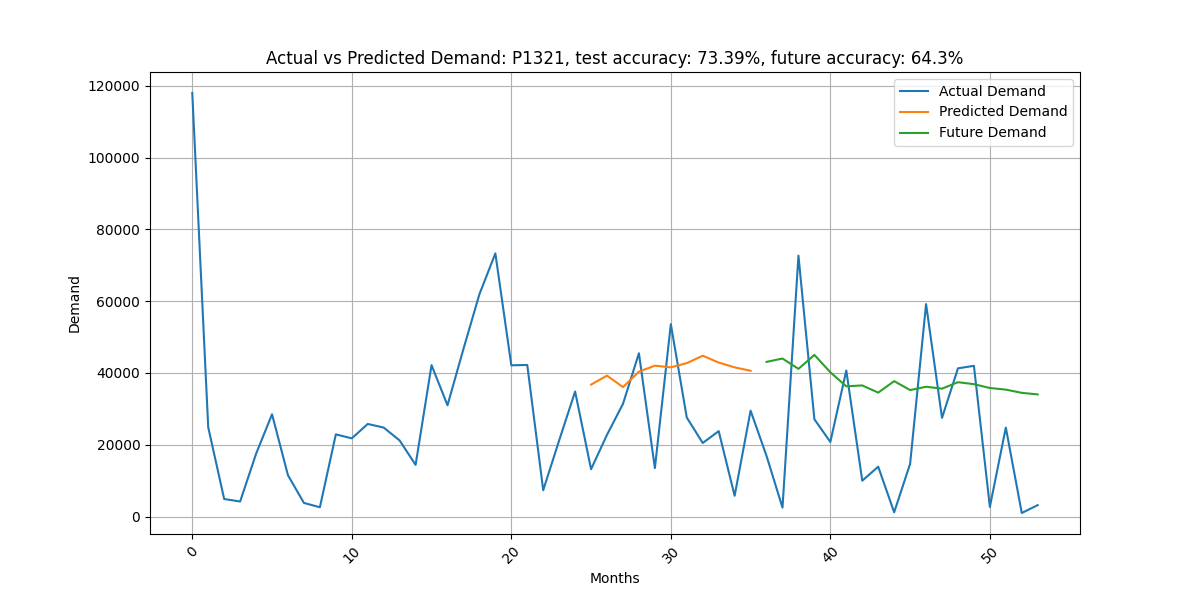 Actual vs Predicted Demand: P1321, test accuracy: 73.39%, future accuracy: 64.3%
Actual Demand
Predicted Demand
Future Demand
Demand
120000
100000
80000
60000
40000
20000
0
0
10
20
30
40
50
Months